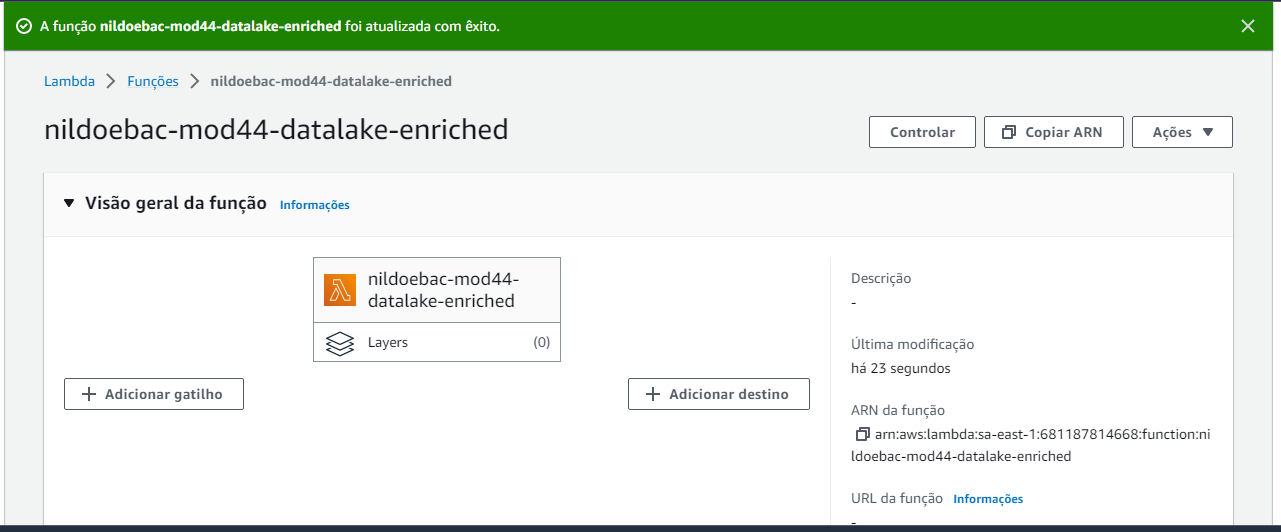 A função nildoebac-mod44-datalake-enriched foi atualizada com êxito.
Lambda > Funções > nildoebac-mod44-datalake-enriched
nildoebac-mod44-datalake-enriched
Controlar
Copiar ARN
Ações
Visão geral da função Informações
nildoebac-mod44-
datalake-enriched
Layers (0)
+ Adicionar gatilho
+ Adicionar destino
Descrição
-
Última modificação
há 23 segundos
ARN da função
arn:aws:lambda:sa-east-1:681187814668:function:ni
ldoebac-mod44-datalake-enriched
URL da função Informações
-